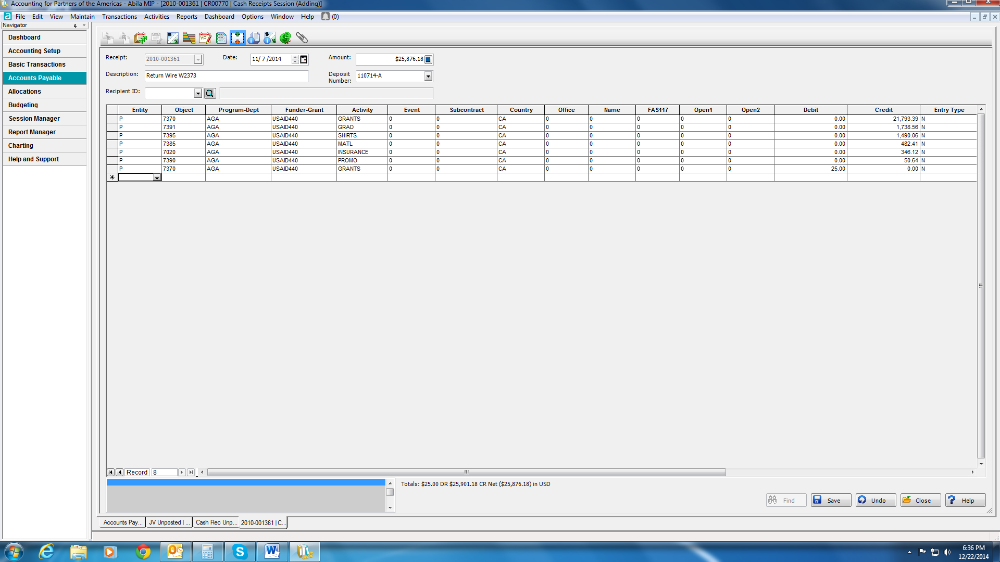 Accounting for Partners of the Americas - Abila MIP - [2010-001361 | CR00770 | Cash Receipts Session (Adding)]
File Edit View Maintain Transactions Activities Reports Dashboard Options Window Help (0)
Navigator
Dashboard
Accounting Setup
Basic Transactions
Accounts Payable
Allocations
Budgeting
Session Manager
Report Manager
Charting
Help and Support
Receipt: 2010-001361 Date: 11/ 7 /2014 Amount: $25,876.18
Description: Return Wire W2373 Deposit Number: 110714-A
Recipient ID:
Entity Object Program-Dept Funder-Grant Activity Event Subcontract Country Office Name FAS117 Open1 Open2 Debit Credit Entry Type
P 7370 AGA USAID440 GRANTS 0 0 CA 0 0 0 0 0 0.00 21,793.39 N
P 7391 AGA USAID440 GRAD 0 0 CA 0 0 0 0 0 0.00 1,738.56 N
P 7395 AGA USAID440 SHIRTS 0 0 CA 0 0 0 0 0 0.00 1,490.06 N
P 7385 AGA USAID440 MATL 0 0 CA 0 0 0 0 0 0.00 482.41 N
P 7020 AGA USAID440 INSURANCE 0 0 CA 0 0 0 0 0 0.00 346.12 N
P 7390 AGA USAID440 PROMO 0 0 CA 0 0 0 0 0 0.00 50.64 N
P 7370 AGA USAID440 GRANTS 0 0 CA 0 0 0 0 0 25.00 0.00 N
Record 8
Totals: $25.00 DR $25,901.18 CR Net ($25,876.18) in USD
Find Save Undo Close Help
Accounts Pay... JV Unposted | ... Cash Rec Unp... 2010-001361 | C...
6:36 PM
12/22/2014